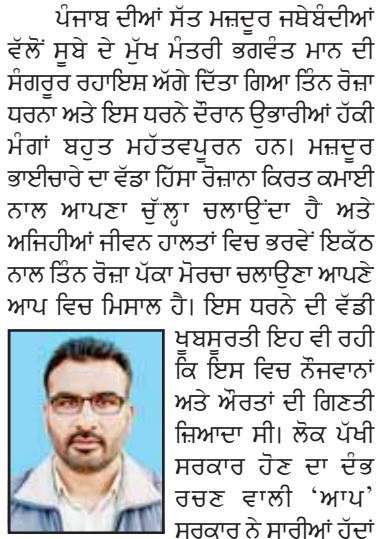 ਪੰਜਾਬ ਦੀਆਂ ਸੱਤ ਮਜ਼ਦੂਰ ਜਥੇਬੰਦੀਆਂ
ਵੱਲੋਂ ਸੂਬੇ ਦੇ ਮੁੱਖ ਮੰਤਰੀ ਭਗਵੰਤ ਮਾਨ ਦੀ
ਸੰਗਰੂਰ ਰਹਾਇਸ਼ ਅੱਗੇ ਦਿੱਤਾ ਗਿਆ ਤਿੰਨ ਰੋਜ਼ਾ
ਧਰਨਾ ਅਤੇ ਇਸ ਧਰਨੇ ਦੌਰਾਨ ਉਭਾਰੀਆਂ ਹੱਕੀ
ਮੰਗਾਂ ਬਹੁਤ ਮਹੱਤਵਪੂਰਨ ਹਨ। ਮਜ਼ਦੂਰ
ਭਾਈਚਾਰੇ ਦਾ ਵੱਡਾ ਹਿੱਸਾ ਰੋਜ਼ਾਨਾ ਕਿਰਤ ਕਮਾਈ
ਨਾਲ ਆਪਣਾ ਚੁੱਲ੍ਹਾ ਚਲਾਉਂਦਾ ਹੈ ਅਤੇ
ਅਜਿਹੀਆਂ ਜੀਵਨ ਹਾਲਤਾਂ ਵਿਚ ਭਰਵੇਂ ਇਕੱਠ
ਨਾਲ ਤਿੰਨ ਰੋਜ਼ਾ ਪੱਕਾ ਮੋਰਚਾ ਚਲਾਉਣਾ ਆਪਣੇ
ਆਪ ਵਿਚ ਮਿਸਾਲ ਹੈ। ਇਸ ਧਰਨੇ ਦੀ ਵੱਡੀ
ਖ਼ੂਬਸੂਰਤੀ ਇਹ ਵੀ ਰਹੀ
ਕਿ ਇਸ ਵਿਚ ਨੌਜਵਾਨਾਂ
ਅਤੇ ਔਰਤਾਂ ਦੀ ਗਿਣਤੀ
ਜ਼ਿਆਦਾ ਸੀ। ਲੋਕ ਪੱਖੀ
ਸਰਕਾਰ ਹੋਣ ਦਾ ਦੰਭ
ਰਚਣ ਵਾਲੀ ‘ਆਪ’
ਸਰਕਾਰ ਨੇ ਸਾਰੀਆਂ ਹੱਦਾਂ